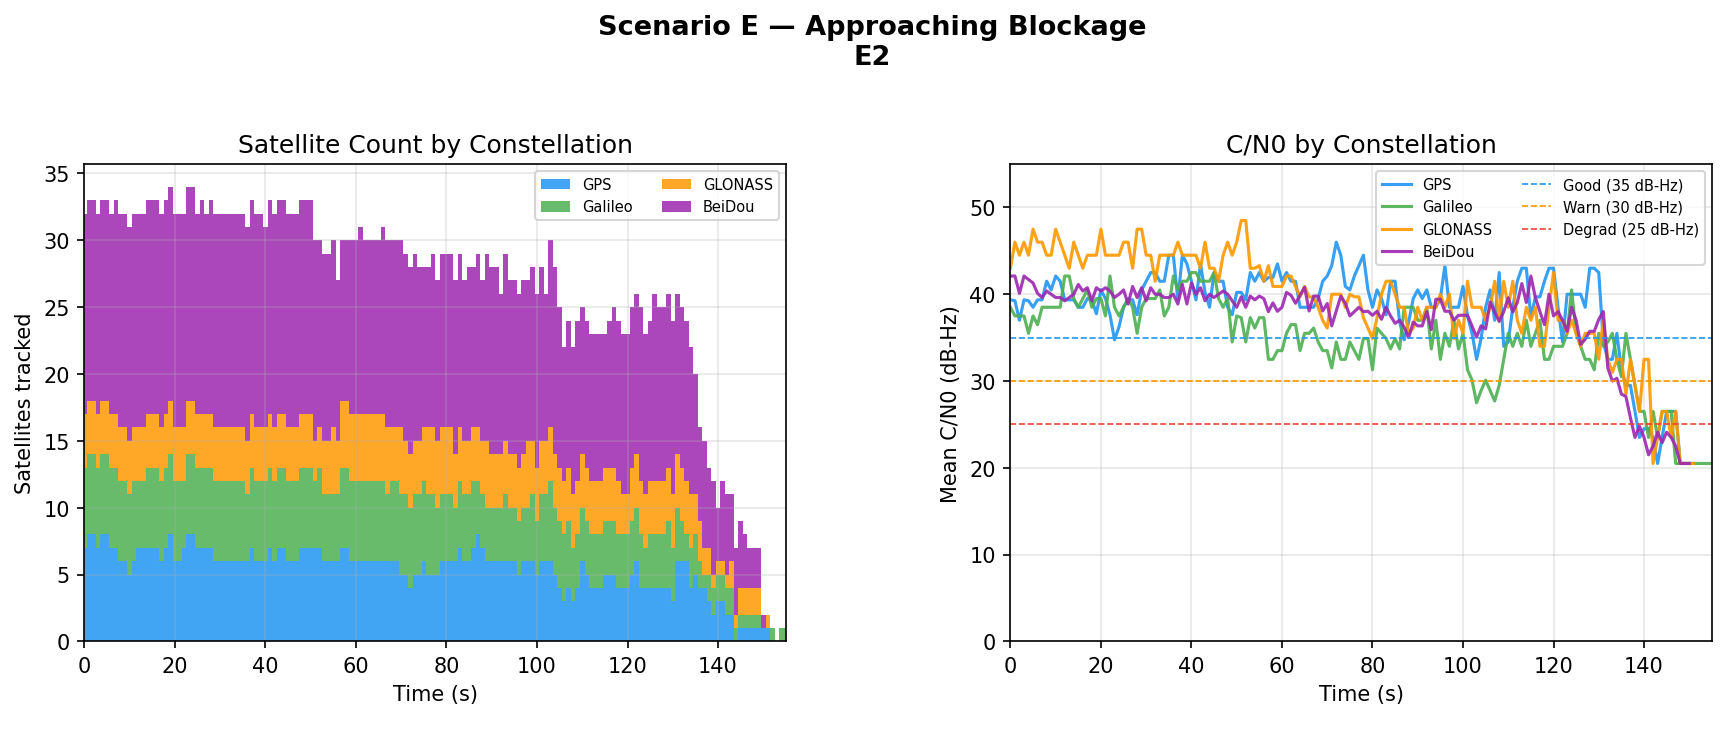 Scenario E — Approaching Blockage
E2
Satellite Count by Constellation
GPS
Galileo
GLONASS
BeiDou
Satellites tracked
35
30
25
20
15
10
5
0
0 20 40 60 80 100 120 140
Time (s)
C/N0 by Constellation
GPS
Galileo
GLONASS
BeiDou
Good (35 dB-Hz)
Warn (30 dB-Hz)
Degrad (25 dB-Hz)
Mean C/N0 (dB-Hz)
50
40
30
20
10
0
0 20 40 60 80 100 120 140
Time (s)